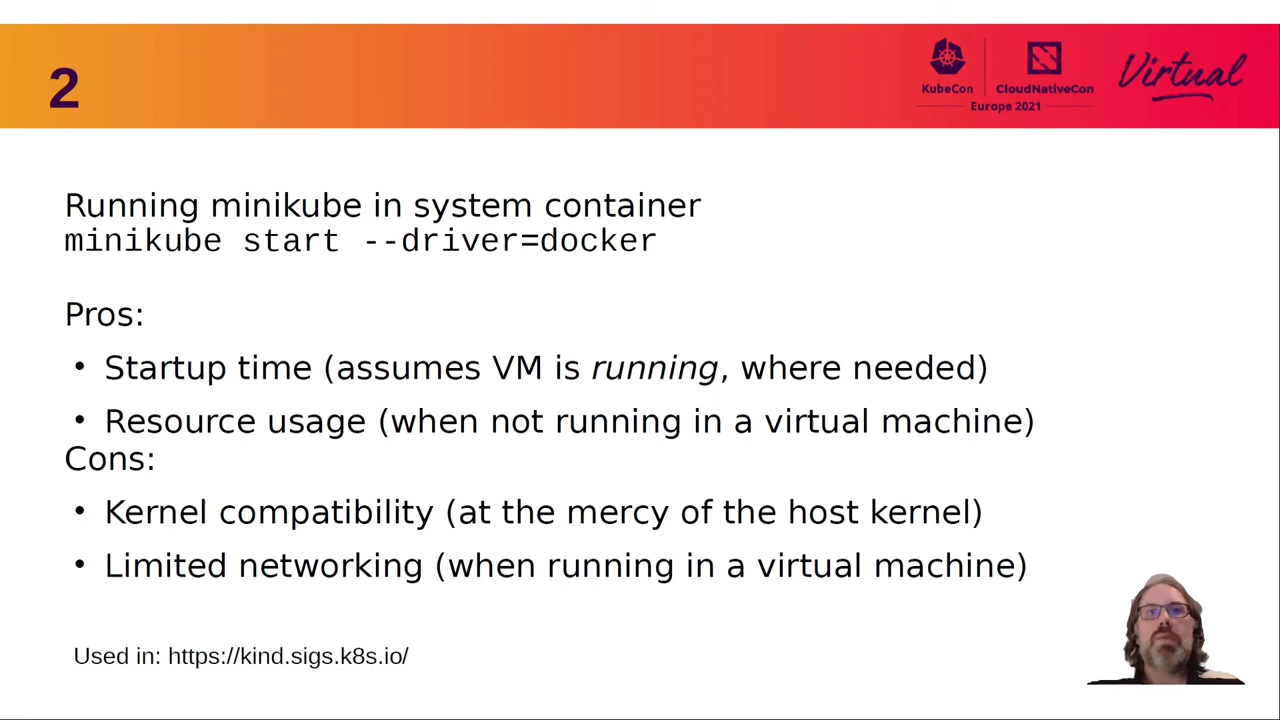 2
KubeCon
CloudNativeCon
Europe 2021
Virtual
Running minikube in system container
minikube start --driver=docker
Pros:
• Startup time (assumes VM is running, where needed)
• Resource usage (when not running in a virtual machine)
Cons:
• Kernel compatibility (at the mercy of the host kernel)
• Limited networking (when running in a virtual machine)
Used in: https://kind.sigs.k8s.io/